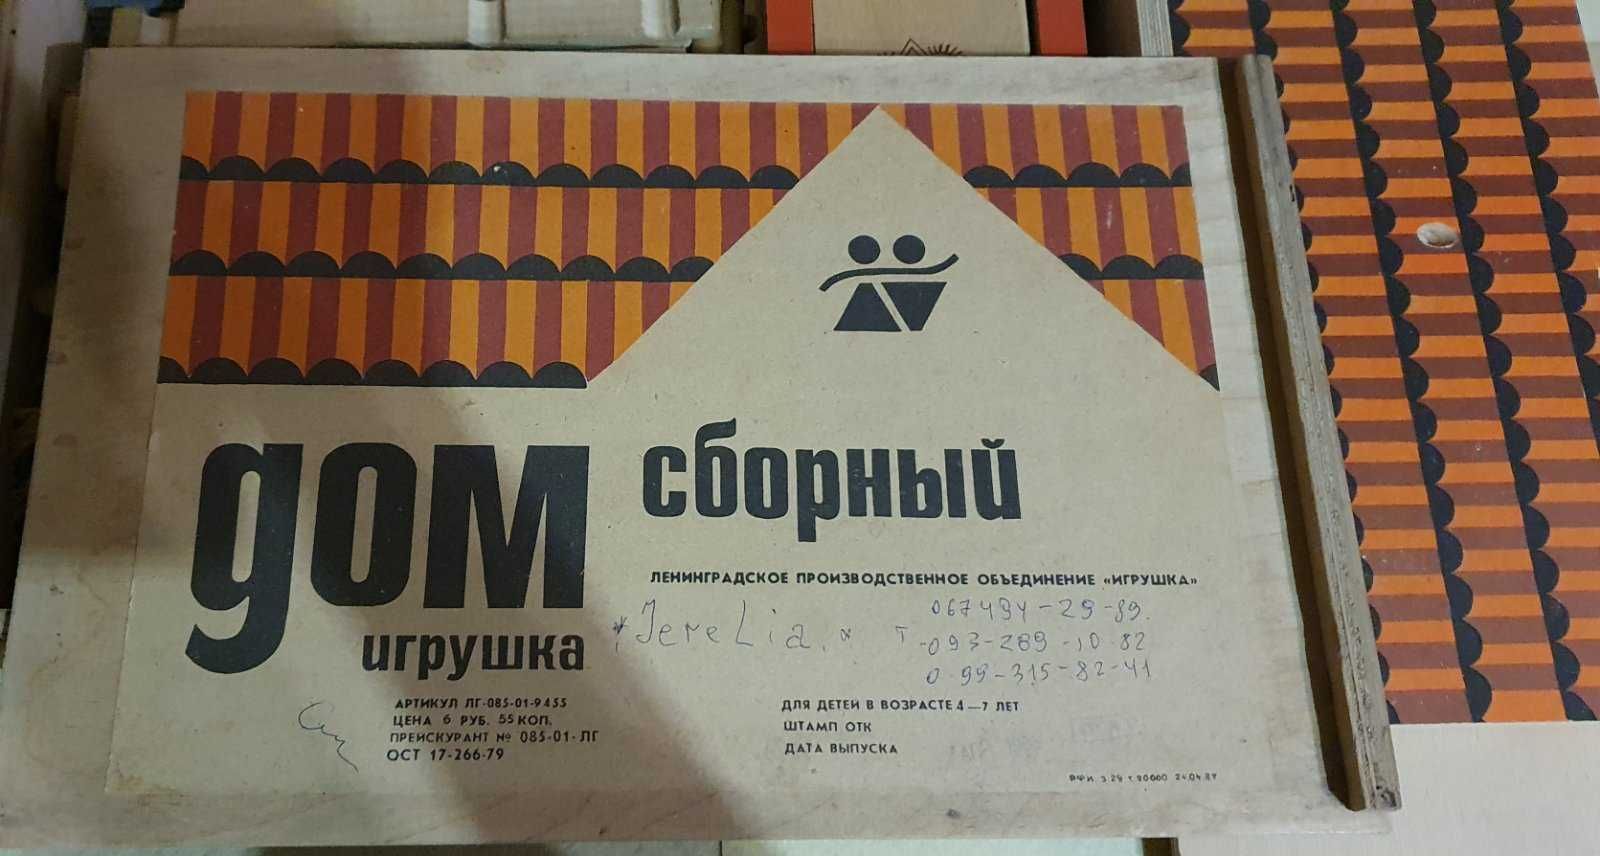 дом
сборный
игрушка
ЛЕНИНГРАДСКОЕ ПРОИЗВОДСТВЕННОЕ ОБЪЕДИНЕНИЕ «ИГРУШКА»
JereLia
067494-29-89.
т -093-289-10-82
0 99-315-82-41
АРТИКУЛ ЛГ-085-01-9455
ЦЕНА 6 РУБ. 55 КОП.
ПРЕЙСКУРАНТ № 085-01-ЛГ
ОСТ 17-266-79
ДЛЯ ДЕТЕЙ В ВОЗРАСТЕ 4—7 ЛЕТ
ШТАМП ОТК
ДАТА ВЫПУСКА